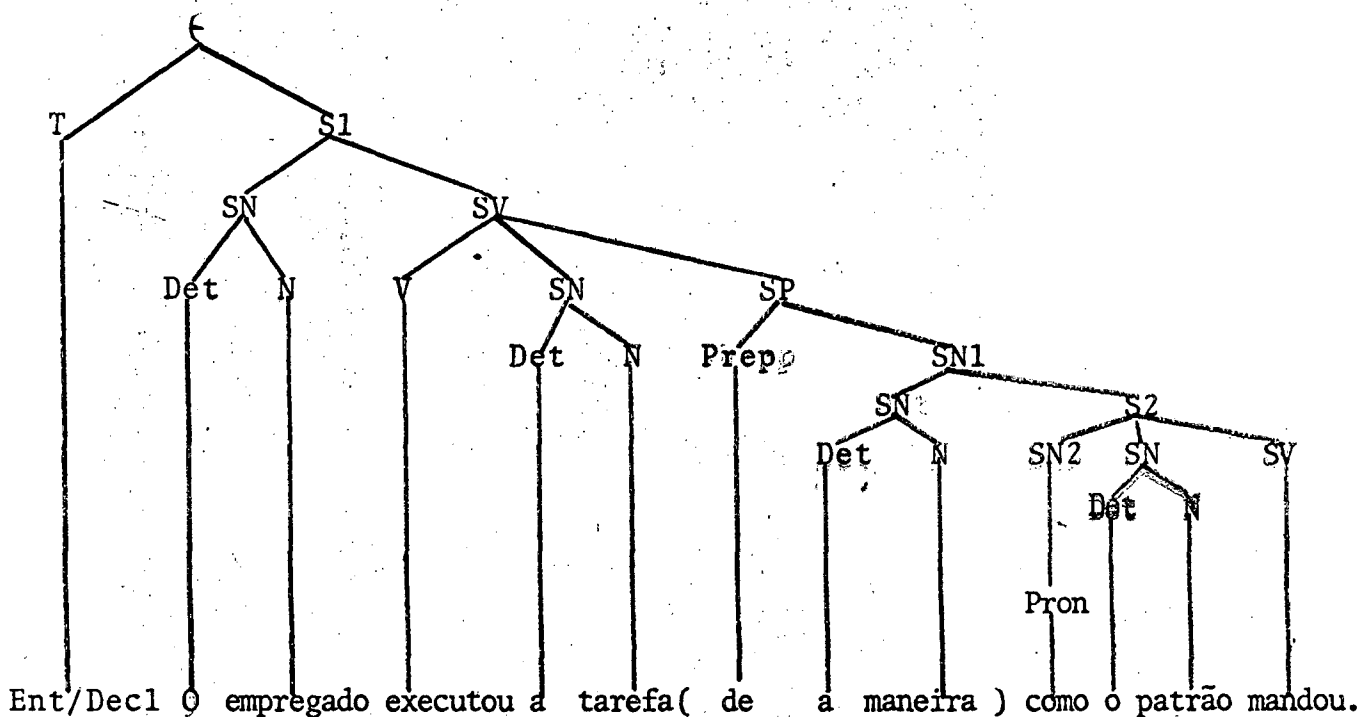 T S1
SN SV
Det N V SN SP
Det N Prep SN1
SN S2
Det N SN2 SN SV
Det N
Pron
Ent/Decl O empregado executou a tarefa( de a maneira ) como o patrão mandou.